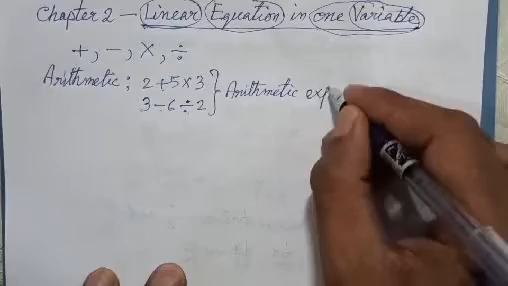 Chapter 2 – Linear Equation in one Variable
+, –, ×, ÷
Arithmetic : 2+5×3
3–6÷2 } Arithmetic exp